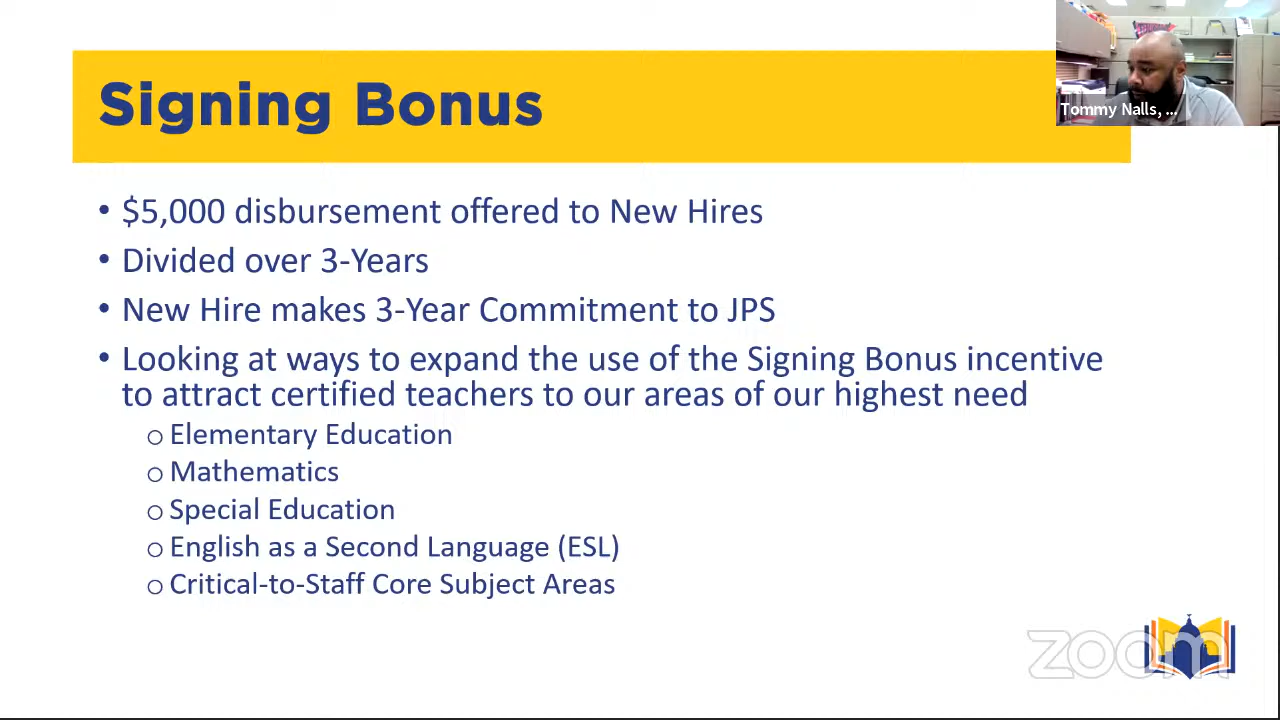 Signing Bonus
Tommy Nalls, ...
• $5,000 disbursement offered to New Hires
• Divided over 3-Years
• New Hire makes 3-Year Commitment to JPS
• Looking at ways to expand the use of the Signing Bonus incentive
to attract certified teachers to our areas of our highest need
o Elementary Education
o Mathematics
o Special Education
o English as a Second Language (ESL)
o Critical-to-Staff Core Subject Areas
zoom